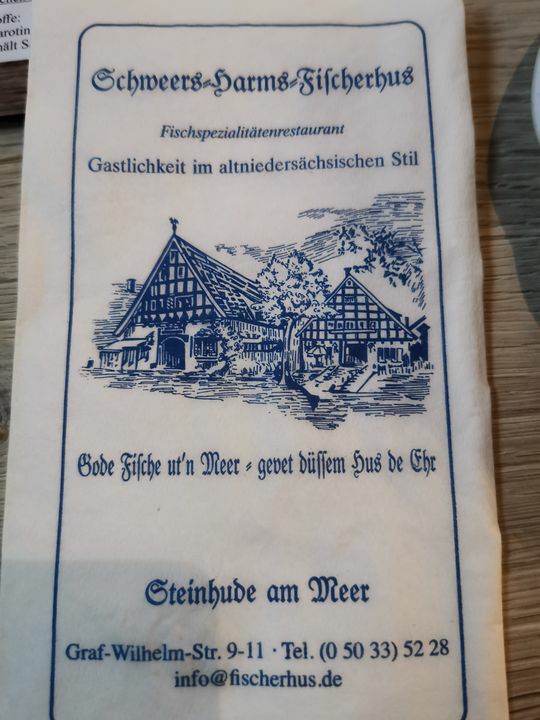 offe:
Schweers-Harms-Fischerhus
Fischspezialitätenrestaurant
Gastlichkeit im altniedersächsischen Stil
Gode Fische ut'n Meer - gevet düssem Hus de Ehr
Steinhude am Meer
Graf-Wilhelm-Str. 9-11 · Tel. (0 50 33) 52 28
info@fischerhus.de